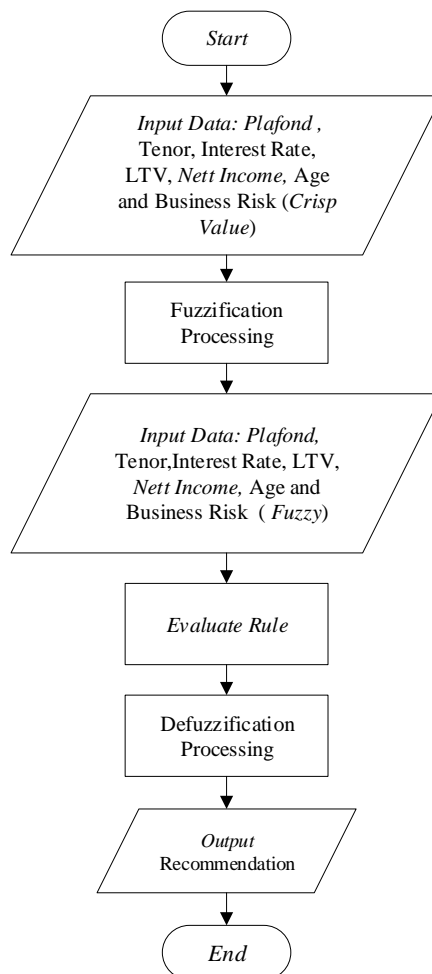 Start
Input Data: Plafond ,
Tenor, Interest Rate,
LTV, Nett Income, Age
and Business Risk (Crisp
Value)
Fuzzification
Processing
Input Data: Plafond,
Tenor,Interest Rate, LTV,
Nett Income, Age and
Business Risk ( Fuzzy)
Evaluate Rule
Defuzzification
Processing
Output
Recommendation
End